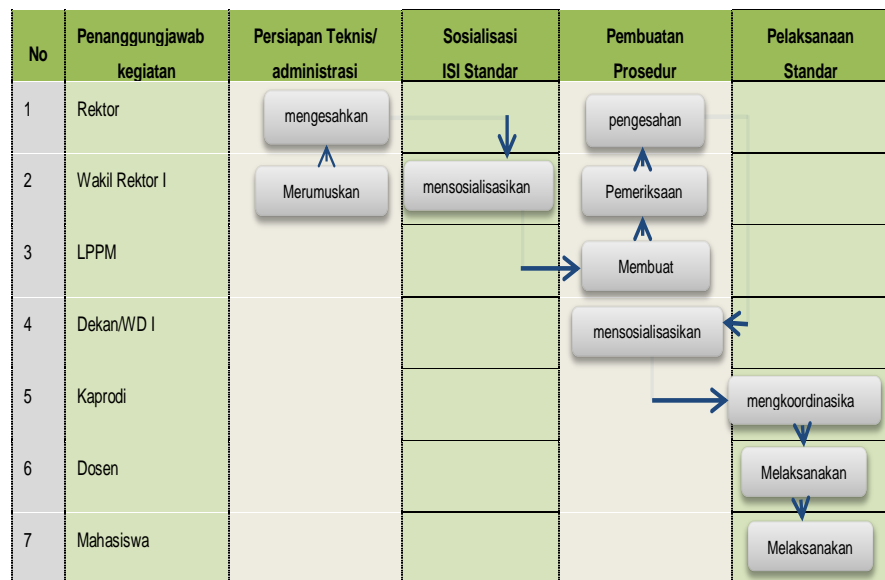 No
Penanggungjawab
kegiatan
Persiapan Teknis/
administrasi
Sosialisasi
ISI Standar
Pembuatan
Prosedur
Pelaksanaan
Standar
1
Rektor
mengesahkan
pengesahan
2
Wakil Rektor I
Merumuskan
mensosialisasikan
Pemeriksaan
3
LPPM
Membuat
4
Dekan/WD I
mensosialisasikan
5
Kaprodi
mengkoordinasika
6
Dosen
Melaksanakan
7
Mahasiswa
Melaksanakan